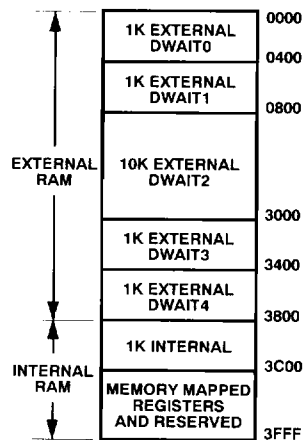 0000
1K EXTERNAL
DWAIT0
0400
1K EXTERNAL
DWAIT1
0800
EXTERNAL
RAM
10K EXTERNAL
DWAIT2
3000
1K EXTERNAL
DWAIT3
3400
1K EXTERNAL
DWAIT4
3800
1K INTERNAL
INTERNAL
RAM
3C00
MEMORY MAPPED
REGISTERS
AND RESERVED
3FFF